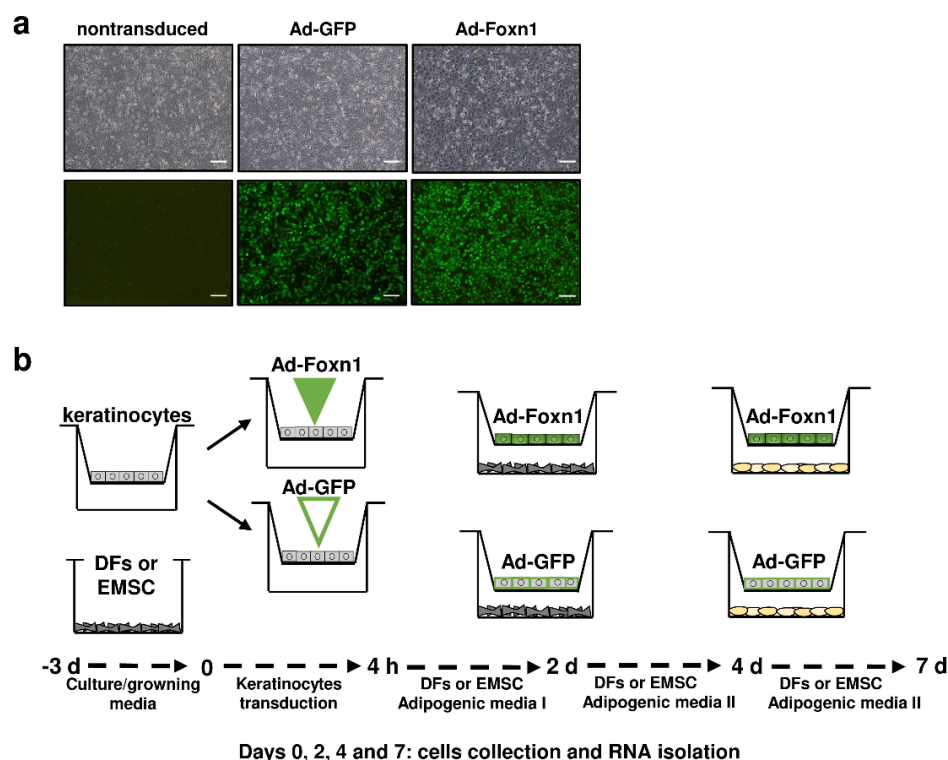 a
nontransduced
Ad-GFP
Ad-Foxn1
b
keratinocytes
Ad-Foxn1
Ad-GFP
DFs or
EMSC
Ad-Foxn1
Ad-GFP
Ad-Foxn1
Ad-GFP
-3 d
0
4 h
2 d
4 d
7 d
Culture/growning
media
Keratinocytes
transduction
DFs or EMSC
Adipogenic media I
DFs or EMSC
Adipogenic media II
DFs or EMSC
Adipogenic media II
Days 0, 2, 4 and 7: cells collection and RNA isolation